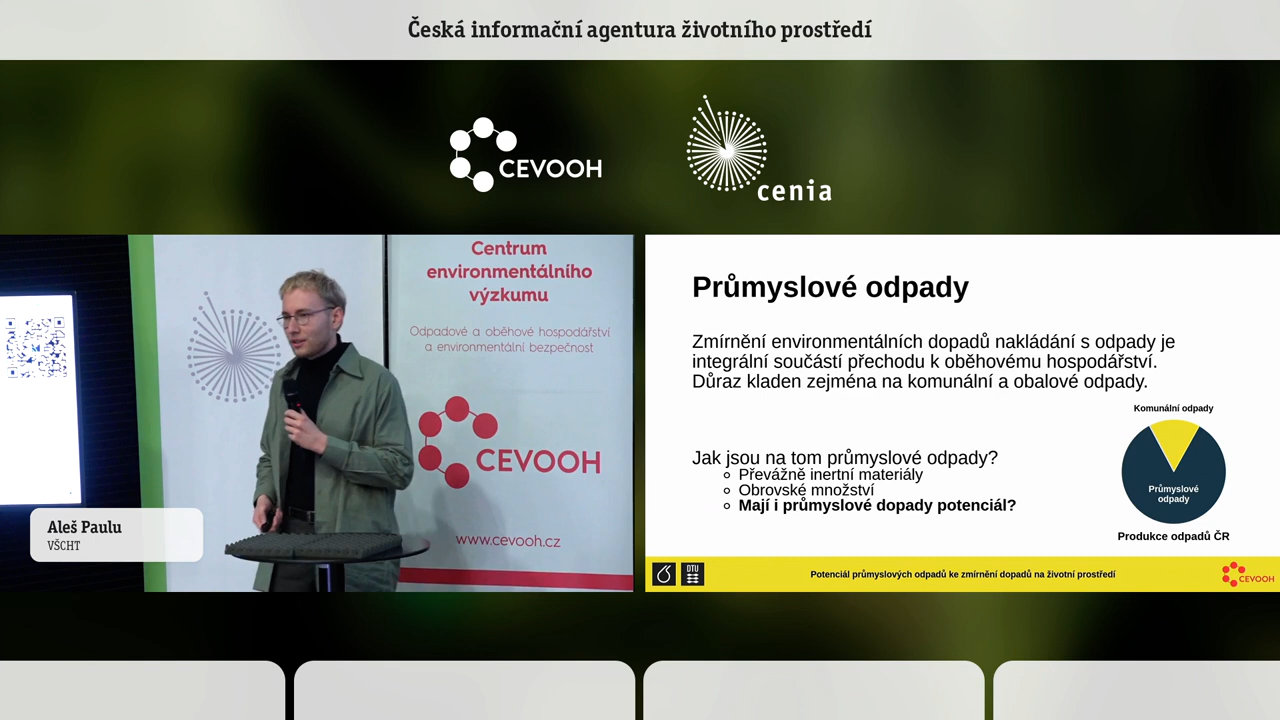 Česká informační agentura životního prostředí
CEVOOH
cenia
Centrum
environmentálního
výzkumu
Odpadové a oběhové hospodářství
a environmentální bezpečnost
CEVOOH
www.cevooh.cz
Aleš Paulu
VŠCHT
Průmyslové odpady
Zmírnění environmentálních dopadů nakládání s odpady je
integrální součástí přechodu k oběhovému hospodářství.
Důraz kladen zejména na komunální a obalové odpady.
Komunální odpady
Průmyslové
odpady
Produkce odpadů ČR
Jak jsou na tom průmyslové odpady?
Převážně inertní materiály
Obrovské množství
Mají i průmyslové dopady potenciál?
DTU
Potenciál průmyslových odpadů ke zmírnění dopadů na životní prostředí
CEVOOH